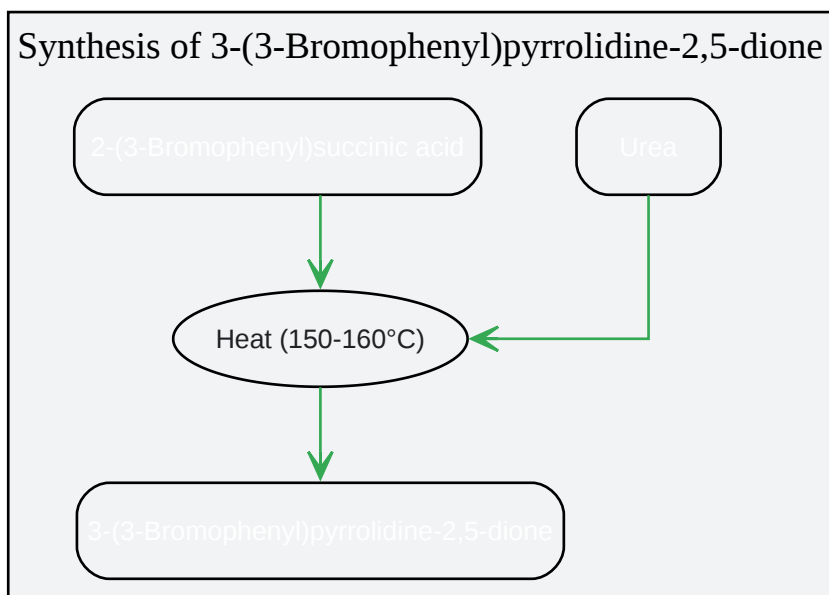 Synthesis of 3-(3-Bromophenyl)pyrrolidine-2,5-dione
2-(3-Bromophenyl)succinic acid
Urea
Heat (150-160°C)
3-(3-Bromophenyl)pyrrolidine-2,5-dione